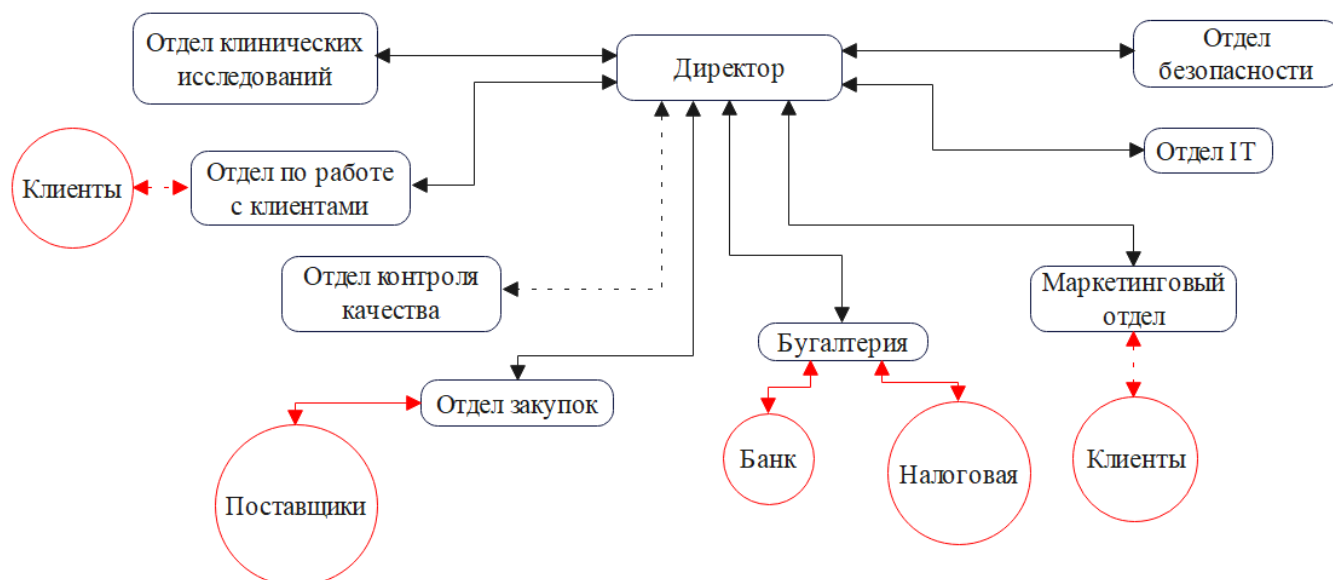 Отдел клинических
исследований
Директор
Отдел
безопасности
Отдел IT
Клиенты
Отдел по работе
с клиентами
Отдел контроля
качества
Маркетинговый
отдел
Бугалтерия
Отдел закупок
Поставщики
Банк
Налоговая
Клиенты